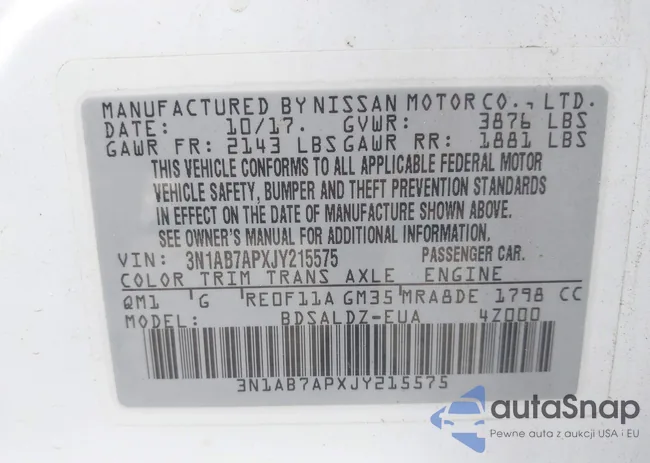 MANUFACTURED BY NISSAN MOTOR CO., LTD.
DATE: 10/17. GVWR: 3876 LBS
GAWR FR: 2143 LBS GAWR RR: 1881 LBS
THIS VEHICLE CONFORMS TO ALL APPLICABLE FEDERAL MOTOR
VEHICLE SAFETY, BUMPER AND THEFT PREVENTION STANDARDS
IN EFFECT ON THE DATE OF MANUFACTURE SHOWN ABOVE.
SEE OWNER'S MANUAL FOR ADDITIONAL INFORMATION.
VIN: 3N1AB7APXJY215575 PASSENGER CAR.
COLOR TRIM TRANS AXLE ENGINE
QM1 G RE0F11A GM35 MRA8DE 1798 CC
MODEL: BDSALDZ-EUA 4Z000
3N1AB7APXJY215575
autaSnap
Pewne auta z aukcji USA i EU